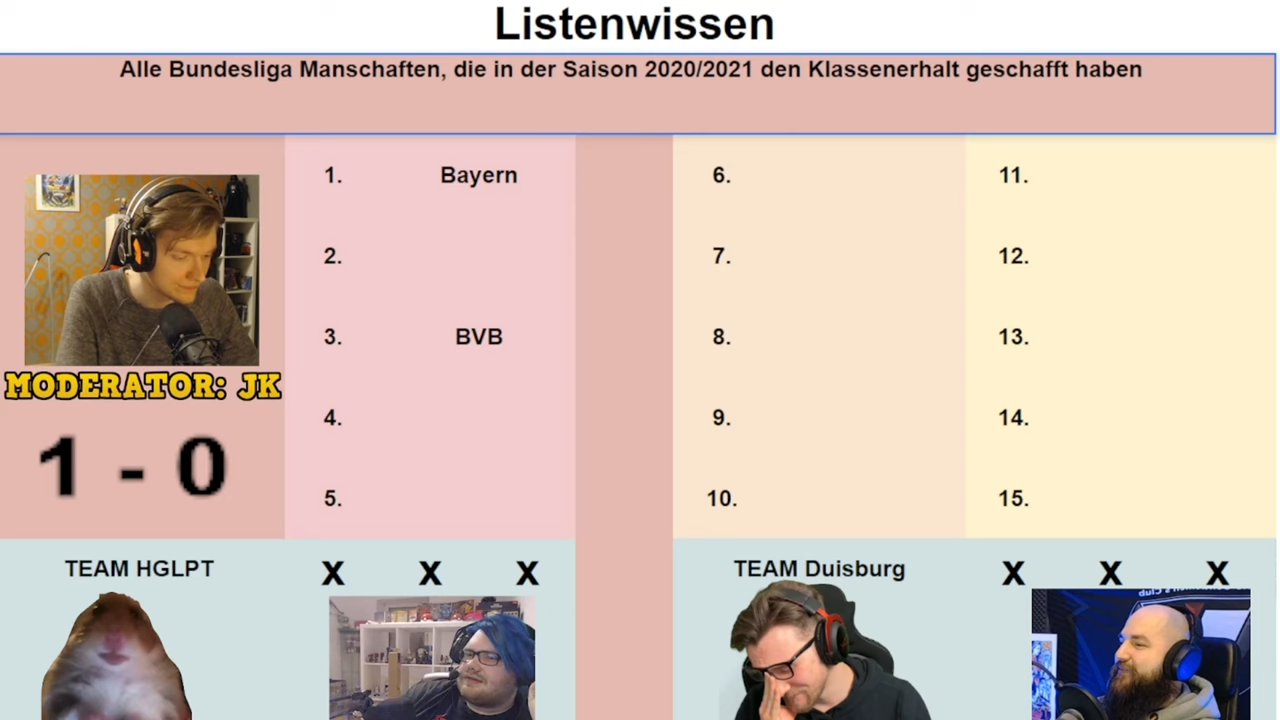 Listenwissen
Alle Bundesliga Manschaften, die in der Saison 2020/2021 den Klassenerhalt geschafft haben
1. Bayern
2.
3. BVB
4.
5.
6.
7.
8.
9.
10.
11.
12.
13.
14.
15.
MODERATOR: JK
1 - 0
TEAM HGLPT
X X X
TEAM Duisburg
X X X